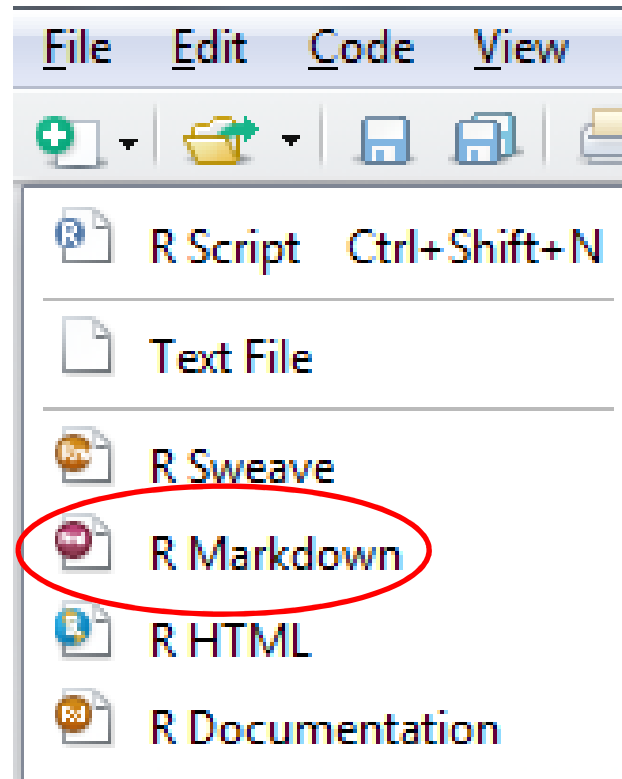 File Edit Code View
R Script Ctrl+Shift+N
Text File
R Sweave
R Markdown
R HTML
R Documentation